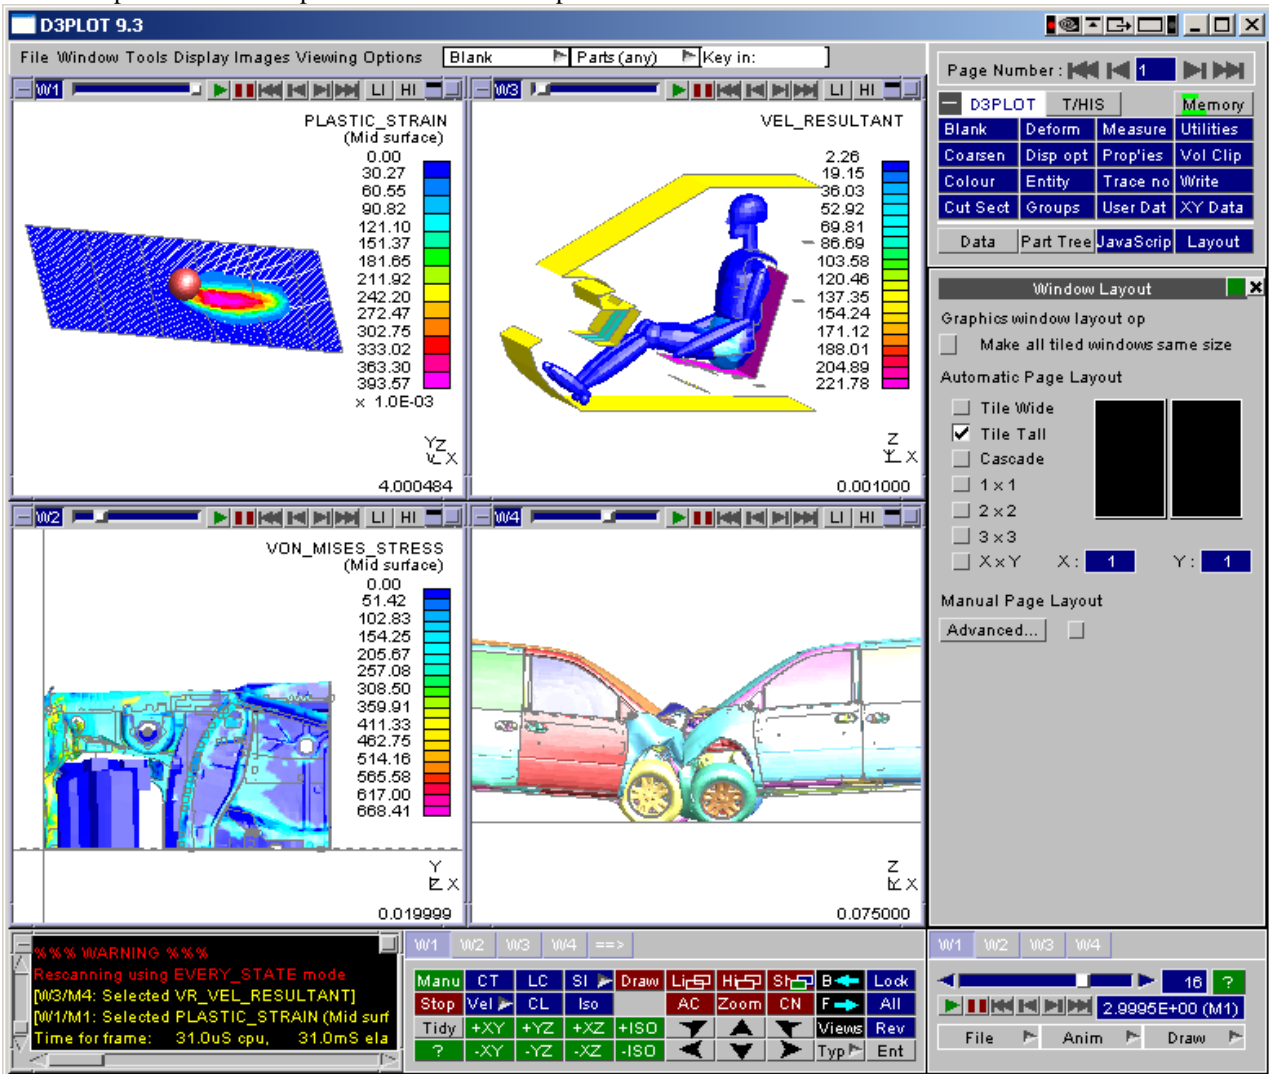 D3PLOT 9.3
File Window Tools Display Images Viewing Options Blank Parts (any) Key in:
W1 LI HI
PLASTIC_STRAIN
(Mid surface)
0.00
30.27
60.55
90.82
121.10
151.37
181.65
211.92
242.20
272.47
302.75
333.02
363.30
393.57
x 1.0E-03
Y Z
X
4.000484
W3 LI HI
VEL_RESULTANT
2.26
19.15
36.03
52.92
69.81
86.69
103.58
120.46
137.35
154.24
171.12
188.01
204.89
221.78
Z
Y X
0.001000
W2 LI HI
VON_MISES_STRESS
(Mid surface)
0.00
51.42
102.83
154.25
205.67
257.08
308.50
359.91
411.33
462.75
514.16
565.58
617.00
668.41
Y
Z X
0.019999
W4 LI HI
Z
X
0.075000
Page Number : 1
D3PLOT T/HIS Memory
Blank Deform Measure Utilities
Coarsen Disp opt Prop'ies Vol Clip
Colour Entity Trace no Write
Cut Sect Groups User Dat XY Data
Data Part Tree JavaScrip Layout
Window Layout
Graphics window layout op
Make all tiled windows same size
Automatic Page Layout
Tile Wide
Tile Tall
Cascade
1 x 1
2 x 2
3 x 3
X x Y X : 1 Y : 1
Manual Page Layout
Advanced...
%%% WARNING %%%
Rescanning using EVERY_STATE mode
[W3/M4: Selected VR_VEL_RESULTANT]
[W1/M1: Selected PLASTIC_STRAIN (Mid surf
Time for frame: 31.0uS cpu, 31.0mS ela
W1 W2 W3 W4 ==>
Manu CT LC SI Draw Li Hi Sh B Lock
Stop Vel CL Iso AC Zoom CN F All
Tidy +XY +YZ +XZ +ISO Views Rev
? -XY -YZ -XZ -ISO Typ Ent
W1 W2 W3 W4
16 ?
2.9995E+00 (M1)
File Anim Draw